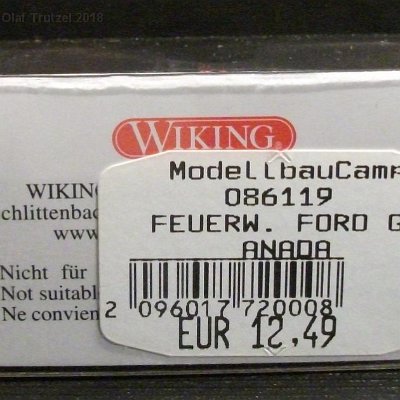 Olaf Trutzel 2018
WIKING®
WIKING
chlittenbac
www.
Nicht für
Not suitabl
Ne convien
ModellbauCamp
086119
FEUERW. FORD G
ANADA
2 096017 720008
EUR 12,49